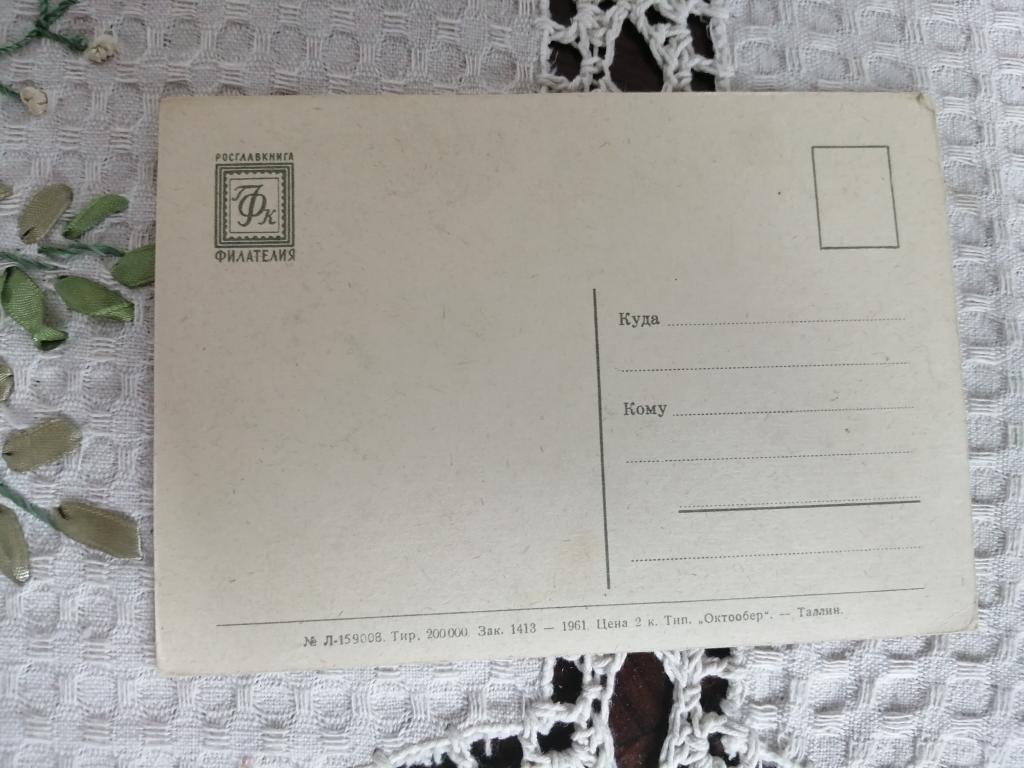 РОСГЛАВКНИГА
ФК
ФИЛАТЕЛИЯ
Куда
Кому
№ Л-159008. Тир. 200000. Зак. 1413 — 1961. Цена 2 к. Тип. „Октообер“. — Таллин.